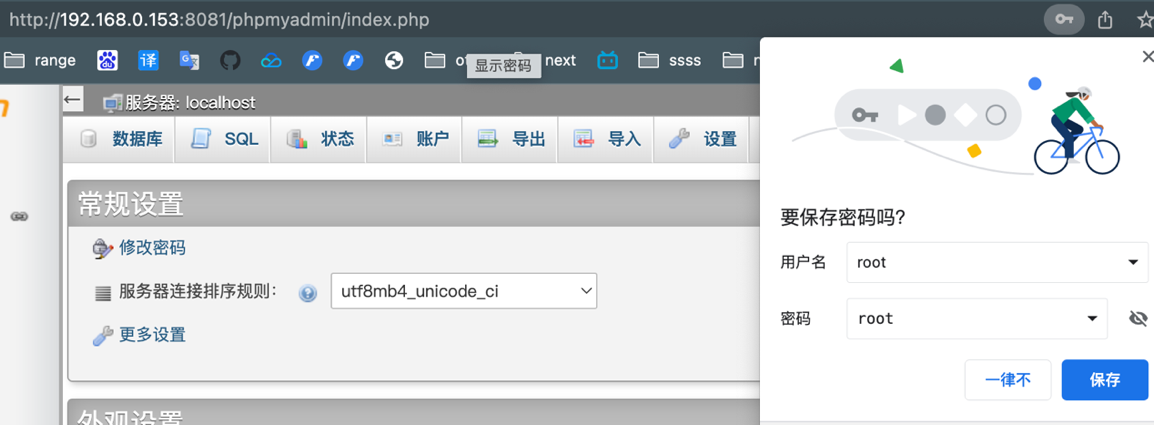 http://192.168.0.153:8081/phpmyadmin/index.php
range
du
译
next
ssss
显示密码
服务器: localhost
数据库
SQL
状态
账户
导出
导入
设置
常规设置
修改密码
服务器连接排序规则：
utf8mb4_unicode_ci
更多设置
外观设置
要保存密码吗?
用户名
root
密码
root
一律不
保存